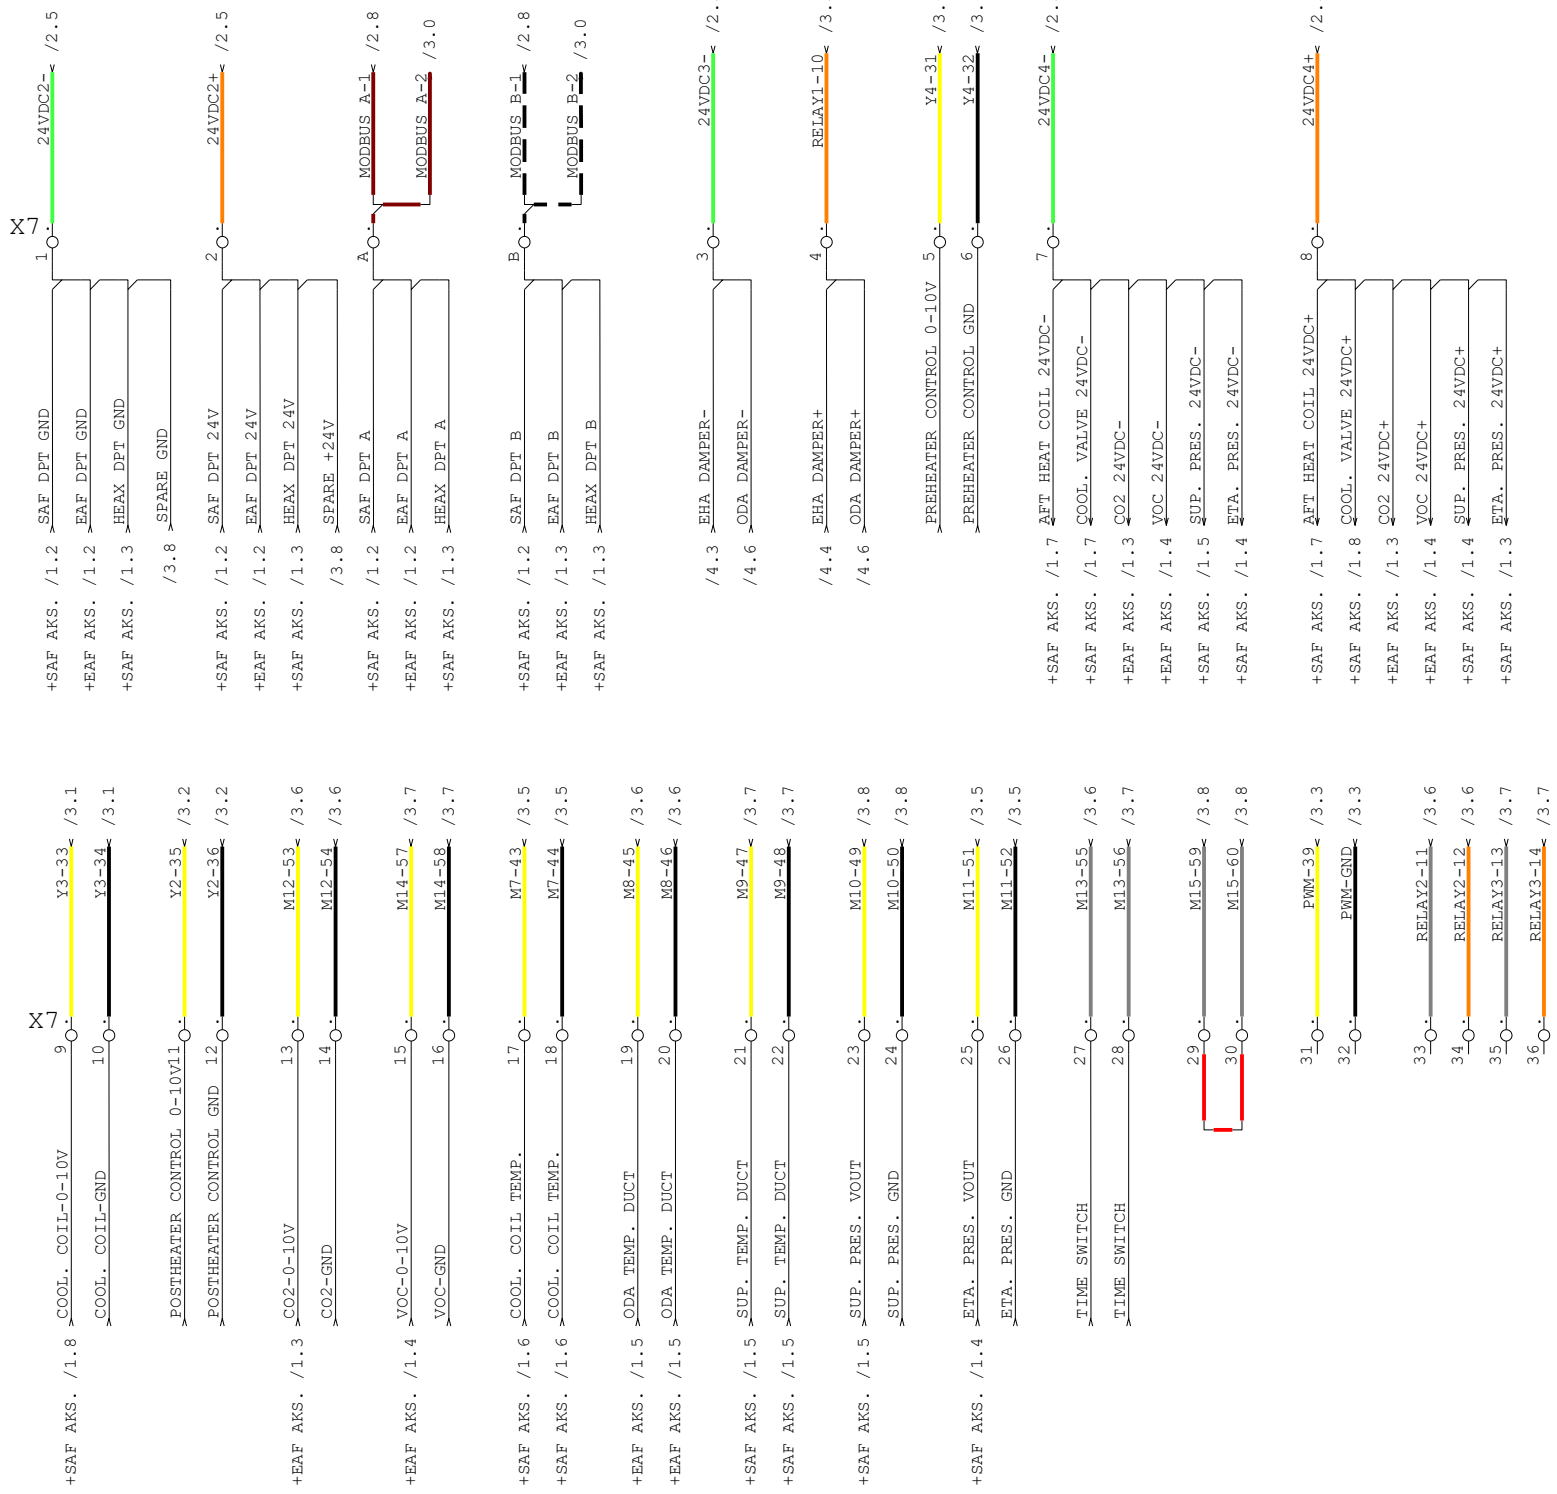 /2.5
/2.5
/2.8
/3.0
/2.8
/3.0
/2.
/3.
/3.
/3.
/2.
/2.
24VDC2-
24VDC2+
MODBUS A-1
MODBUS A-2
MODBUS B-1
MODBUS B-2
24VDC3-
RELAY1-10
Y4-31
Y4-32
24VDC4-
24VDC4+
X7
1
2
A
B
3
4
5
6
7
8
SAF DPT GND
EAF DPT GND
HEAX DPT GND
SPARE GND
SAF DPT 24V
EAF DPT 24V
HEAX DPT 24V
SPARE +24V
SAF DPT A
EAF DPT A
HEAX DPT A
SAF DPT B
EAF DPT B
HEAX DPT B
EHA DAMPER-
ODA DAMPER-
EHA DAMPER+
ODA DAMPER+
PREHEATER CONTROL 0-10V
PREHEATER CONTROL GND
AFT HEAT COIL 24VDC-
COOL. VALVE 24VDC-
CO2 24VDC-
VOC 24VDC-
SUP. PRES. 24VDC-
ETA. PRES. 24VDC-
AFT HEAT COIL 24VDC+
COOL. VALVE 24VDC+
CO2 24VDC+
VOC 24VDC+
SUP. PRES. 24VDC+
ETA. PRES. 24VDC+
+SAF AKS. /1.2
+EAF AKS. /1.2
+SAF AKS. /1.3
/3.8
+SAF AKS. /1.2
+EAF AKS. /1.2
+SAF AKS. /1.3
/3.8
+SAF AKS. /1.2
+EAF AKS. /1.2
+SAF AKS. /1.3
+SAF AKS. /1.2
+EAF AKS. /1.3
+SAF AKS. /1.3
/4.3
/4.6
/4.4
/4.6
+SAF AKS. /1.7
+SAF AKS. /1.7
+EAF AKS. /1.3
+EAF AKS. /1.4
+SAF AKS. /1.5
+SAF AKS. /1.4
+SAF AKS. /1.7
+SAF AKS. /1.8
+EAF AKS. /1.3
+EAF AKS. /1.4
+SAF AKS. /1.4
+SAF AKS. /1.3
/3.1
/3.1
/3.2
/3.2
/3.6
/3.6
/3.7
/3.7
/3.5
/3.5
/3.6
/3.6
/3.7
/3.7
/3.8
/3.8
/3.5
/3.5
/3.6
/3.7
/3.8
/3.8
/3.3
/3.3
/3.6
/3.6
/3.7
/3.7
Y3-33
Y3-34
Y2-35
Y2-36
M12-53
M12-54
M14-57
M14-58
M7-43
M7-44
M8-45
M8-46
M9-47
M9-48
M10-49
M10-50
M11-51
M11-52
M13-55
M13-56
M15-59
M15-60
PWM-39
PWM-GND
RELAY2-11
RELAY2-12
RELAY3-13
RELAY3-14
X7
9
10
11
12
13
14
15
16
17
18
19
20
21
22
23
24
25
26
27
28
29
30
31
32
33
34
35
36
COOL. COIL-0-10V
COOL. COIL-GND
POSTHEATER CONTROL 0-10V
POSTHEATER CONTROL GND
CO2-0-10V
CO2-GND
VOC-0-10V
VOC-GND
COOL. COIL TEMP.
COOL. COIL TEMP.
ODA TEMP. DUCT
ODA TEMP. DUCT
SUP. TEMP. DUCT
SUP. TEMP. DUCT
SUP. PRES. VOUT
SUP. PRES. GND
ETA. PRES. VOUT
ETA. PRES. GND
TIME SWITCH
TIME SWITCH
+SAF AKS. /1.8
+EAF AKS. /1.3
+EAF AKS. /1.4
+SAF AKS. /1.6
+SAF AKS. /1.6
+EAF AKS. /1.5
+EAF AKS. /1.5
+SAF AKS. /1.5
+SAF AKS. /1.5
+SAF AKS. /1.5
+SAF AKS. /1.4